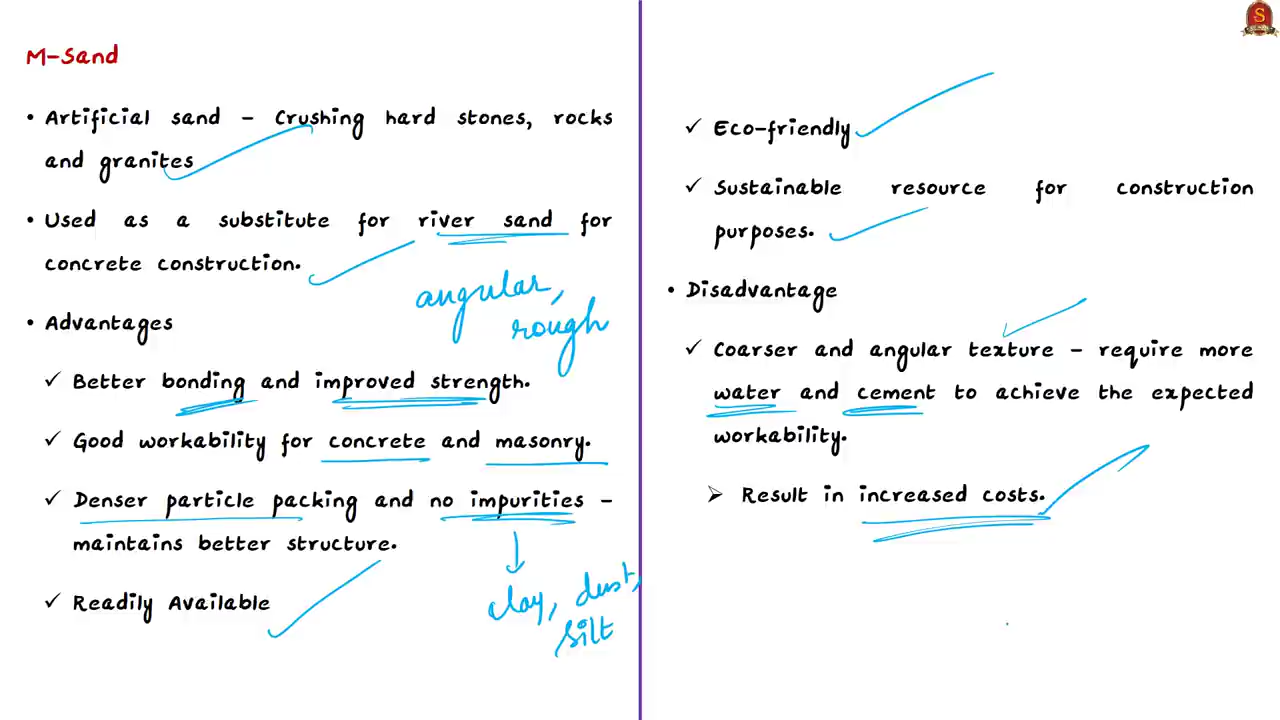 M-Sand
• Artificial sand – Crushing hard stones, rocks
and granites
• Used as a substitute for river sand for
concrete construction.
angular,
rough
• Advantages
✓ Better bonding and improved strength.
✓ Good workability for concrete and masonry.
✓ Denser particle packing and no impurities –
maintains better structure.
clay, dust,
silt
✓ Readily Available
✓ Eco-friendly
✓ Sustainable resource for construction
purposes.
• Disadvantage
✓ Coarser and angular texture – require more
water and cement to achieve the expected
workability.
➢ Result in increased costs.
S